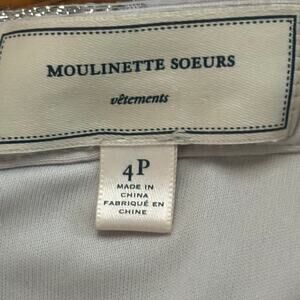 MOULINETTE SOEURS
vêtements
4P
MADE IN
CHINA
FABRIQUÉ EN
CHINE